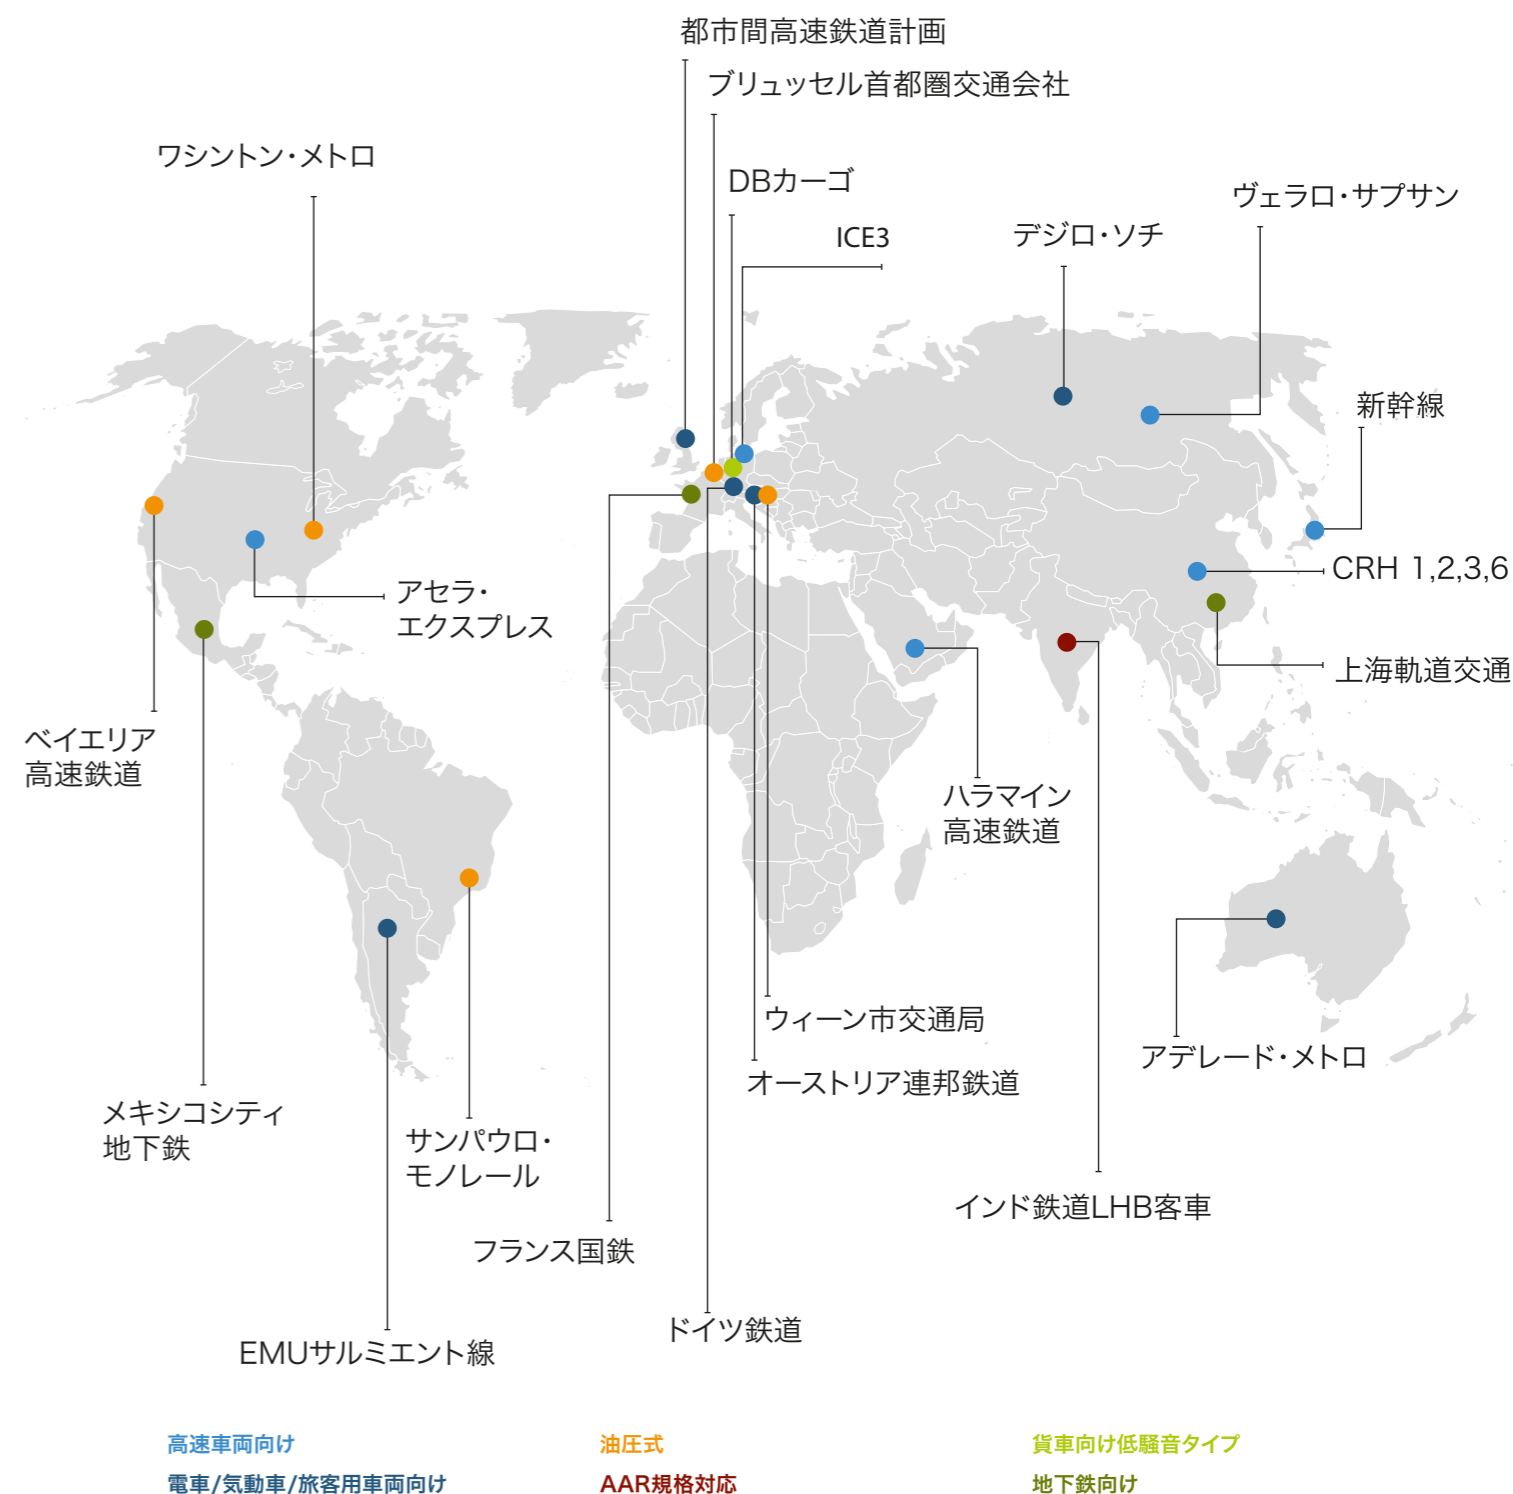 都市間高速鉄道計画
ブリュッセル首都圏交通会社
ワシントン・メトロ
DBカーゴ
ヴェラロ・サプサン
ICE3
デジロ・ソチ
新幹線
CRH 1,2,3,6
アセラ・
エクスプレス
上海軌道交通
ベイエリア
高速鉄道
ハラマイン
高速鉄道
ウィーン市交通局
アデレード・メトロ
オーストリア連邦鉄道
メキシコシティ
地下鉄
サンパウロ・
モノレール
インド鉄道LHB客車
フランス国鉄
ドイツ鉄道
EMUサルミエント線
高速車両向け
油圧式
貨車向け低騒音タイプ
電車/気動車/旅客用車両向け
AAR規格対応
地下鉄向け